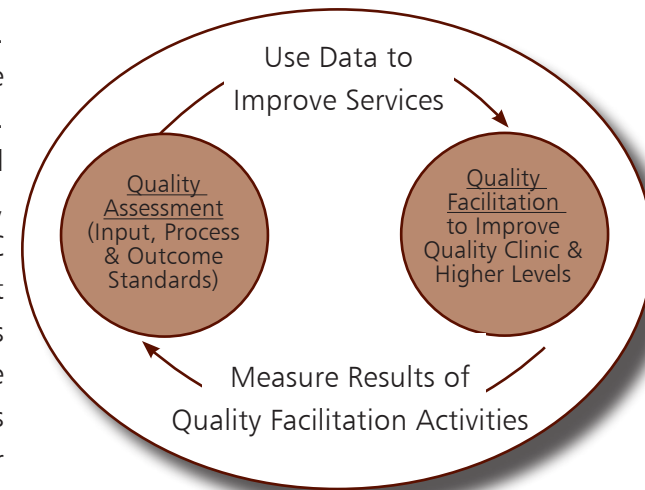 Use Data to
Improve Services
Quality
Assessment
(Input, Process
& Outcome
Standards)
Quality
Facilitation
to Improve
Quality Clinic &
Higher Levels
Measure Results of
Quality Facilitation Activities